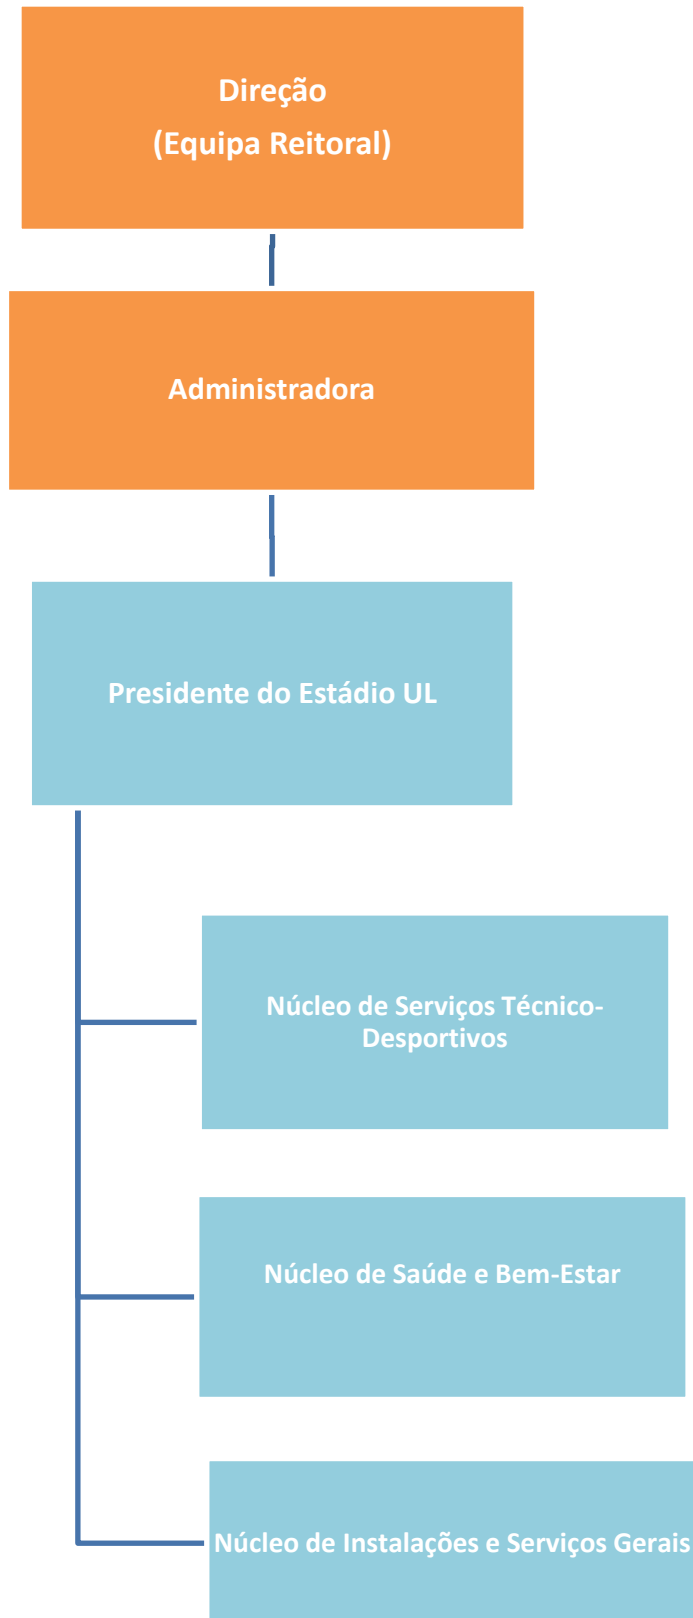 Direção
(Equipa Reitoral)
Administradora
Presidente do Estádio UL
Núcleo de Serviços Técnico-
Desportivos
Núcleo de Saúde e Bem-Estar
Núcleo de Instalações e Serviços Gerais